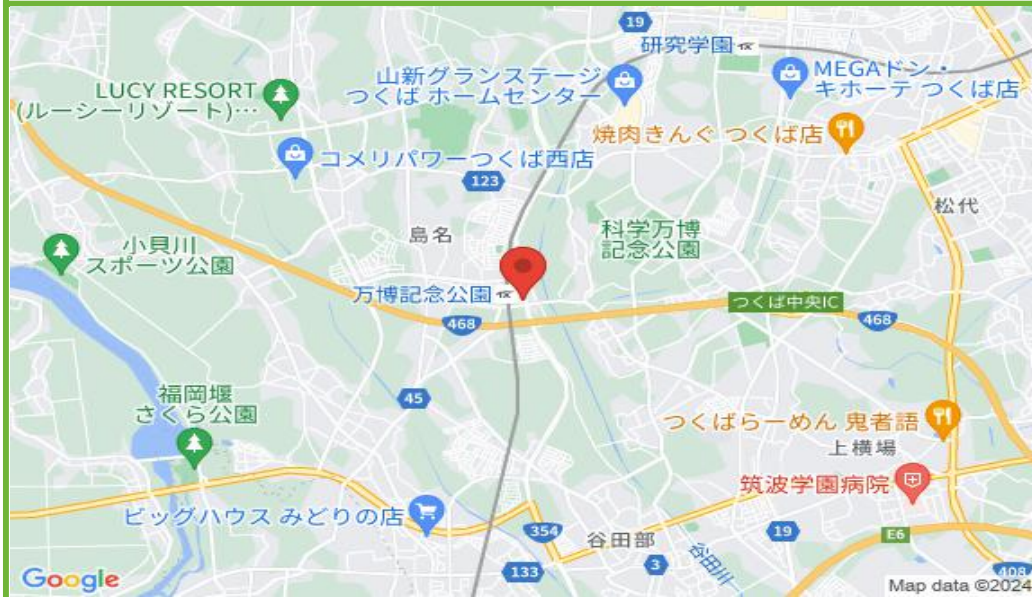 19
研究学園
LUCY RESORT
(ルーシーリゾート)…
山新グランステージ
つくば ホームセンター
MEGAドン・
キホーテ つくば店
焼肉きんぐ つくば店
コメリパワーつくば西店
123
松代
島名
科学万博
記念公園
小貝川
スポーツ公園
万博記念公園
つくば中央IC
468
468
45
福岡堰
さくら公園
つくばらーめん 鬼者語
上横場
筑波学園病院
ビッグハウス みどりの店
354
谷田部
19
E6
133
3
谷田川
408
Google
Map data ©2024